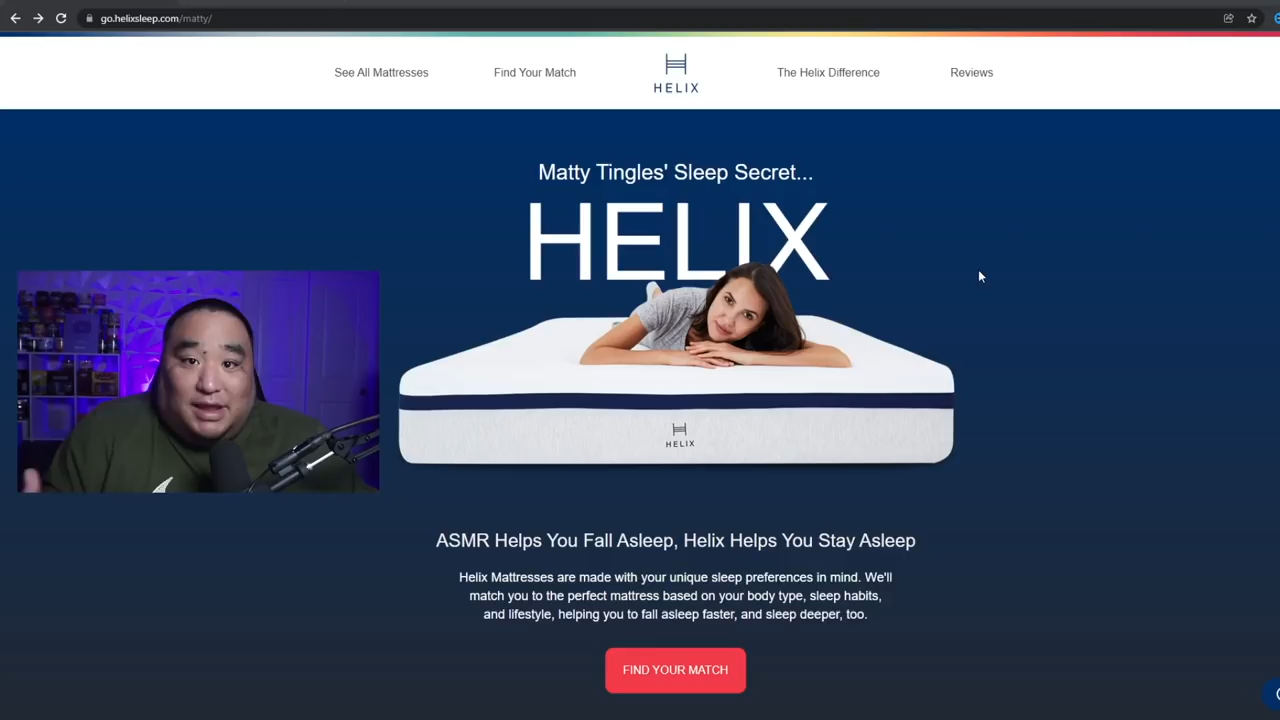 go.helixsleep.com/matty/
See All Mattresses
Find Your Match
HELIX
The Helix Difference
Reviews
Matty Tingles' Sleep Secret...
HELIX
HELIX
ASMR Helps You Fall Asleep, Helix Helps You Stay Asleep
Helix Mattresses are made with your unique sleep preferences in mind. We'll
match you to the perfect mattress based on your body type, sleep habits,
and lifestyle, helping you to fall asleep faster, and sleep deeper, too.
FIND YOUR MATCH